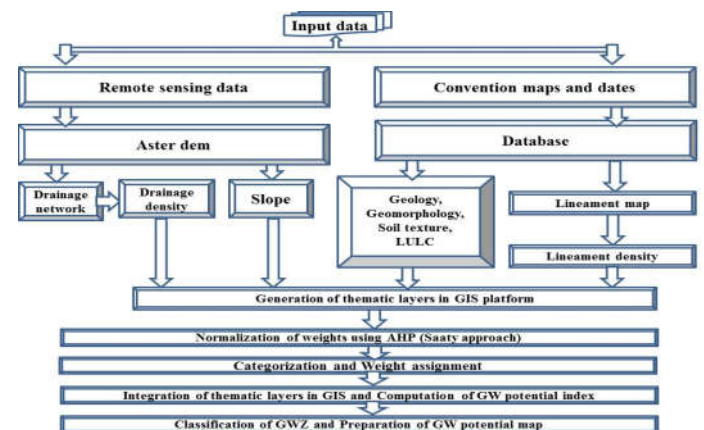 Input data
Remote sensing data
Convention maps and dates
Aster dem
Database
Drainage
network
Drainage
density
Slope
Geology,
Geomorphology,
Soil texture,
LULC
Lineament map
Lineament density
Generation of thematic layers in GIS platform
Normalization of weights using AHP (Saaty approach)
Categorization and Weight assignment
Integration of thematic layers in GIS and Computation of GW potential index
Classification of GWZ and Preparation of GW potential map